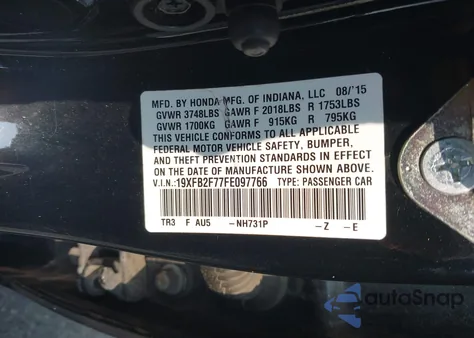 MFD. BY HONDA MFG. OF INDIANA, LLC 08/'15
GVWR 3748LBS GAWR F 2018LBS R 1753LBS
GVWR 1700KG GAWR F 915KG R 795KG
THIS VEHICLE CONFORMS TO ALL APPLICABLE
FEDERAL MOTOR VEHICLE SAFETY, BUMPER,
AND THEFT PREVENTION STANDARDS IN EFFECT
ON THE DATE OF MANUFACTURE SHOWN ABOVE.
V.I.N.:19XFB2F77FE097766 TYPE: PASSENGER CAR
TR3 F AU5 -NH731P -Z -E
autoSnap